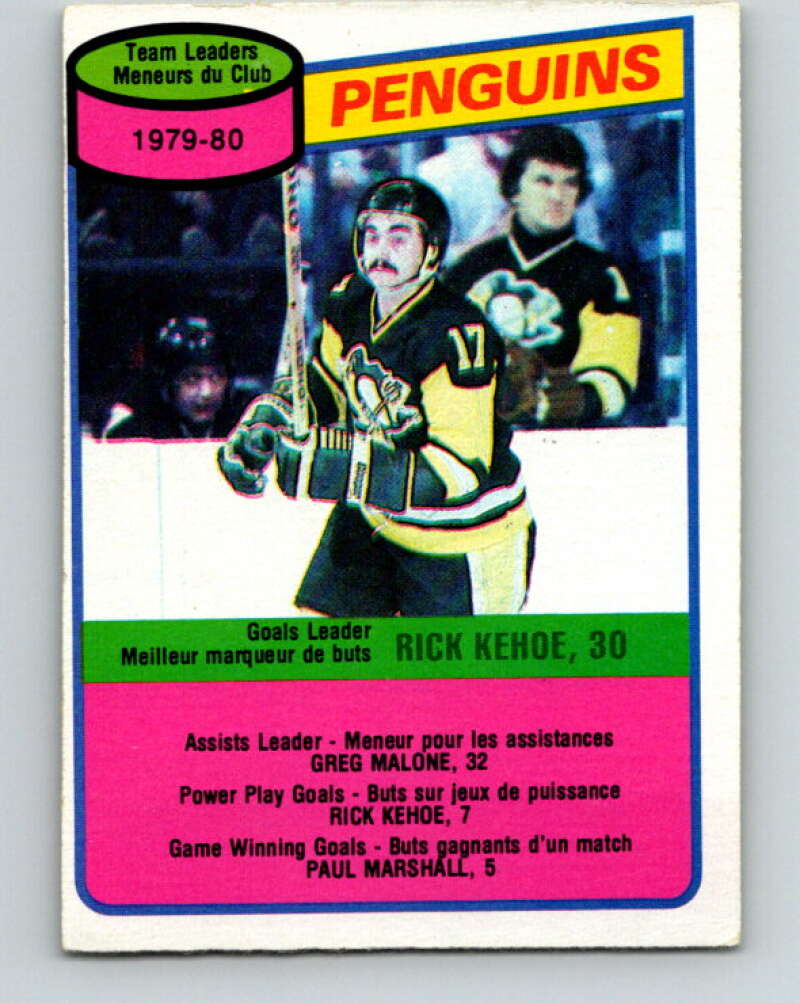 Team Leaders
Meneurs du Club
1979-80
PENGUINS
17
1
Goals Leader
Meilleur marqueur de buts
RICK KEHOE, 30
Assists Leader - Meneur pour les assistances
GREG MALONE, 32
Power Play Goals - Buts sur jeux de puissance
RICK KEHOE, 7
Game Winning Goals - Buts gagnants d'un match
PAUL MARSHALL, 5